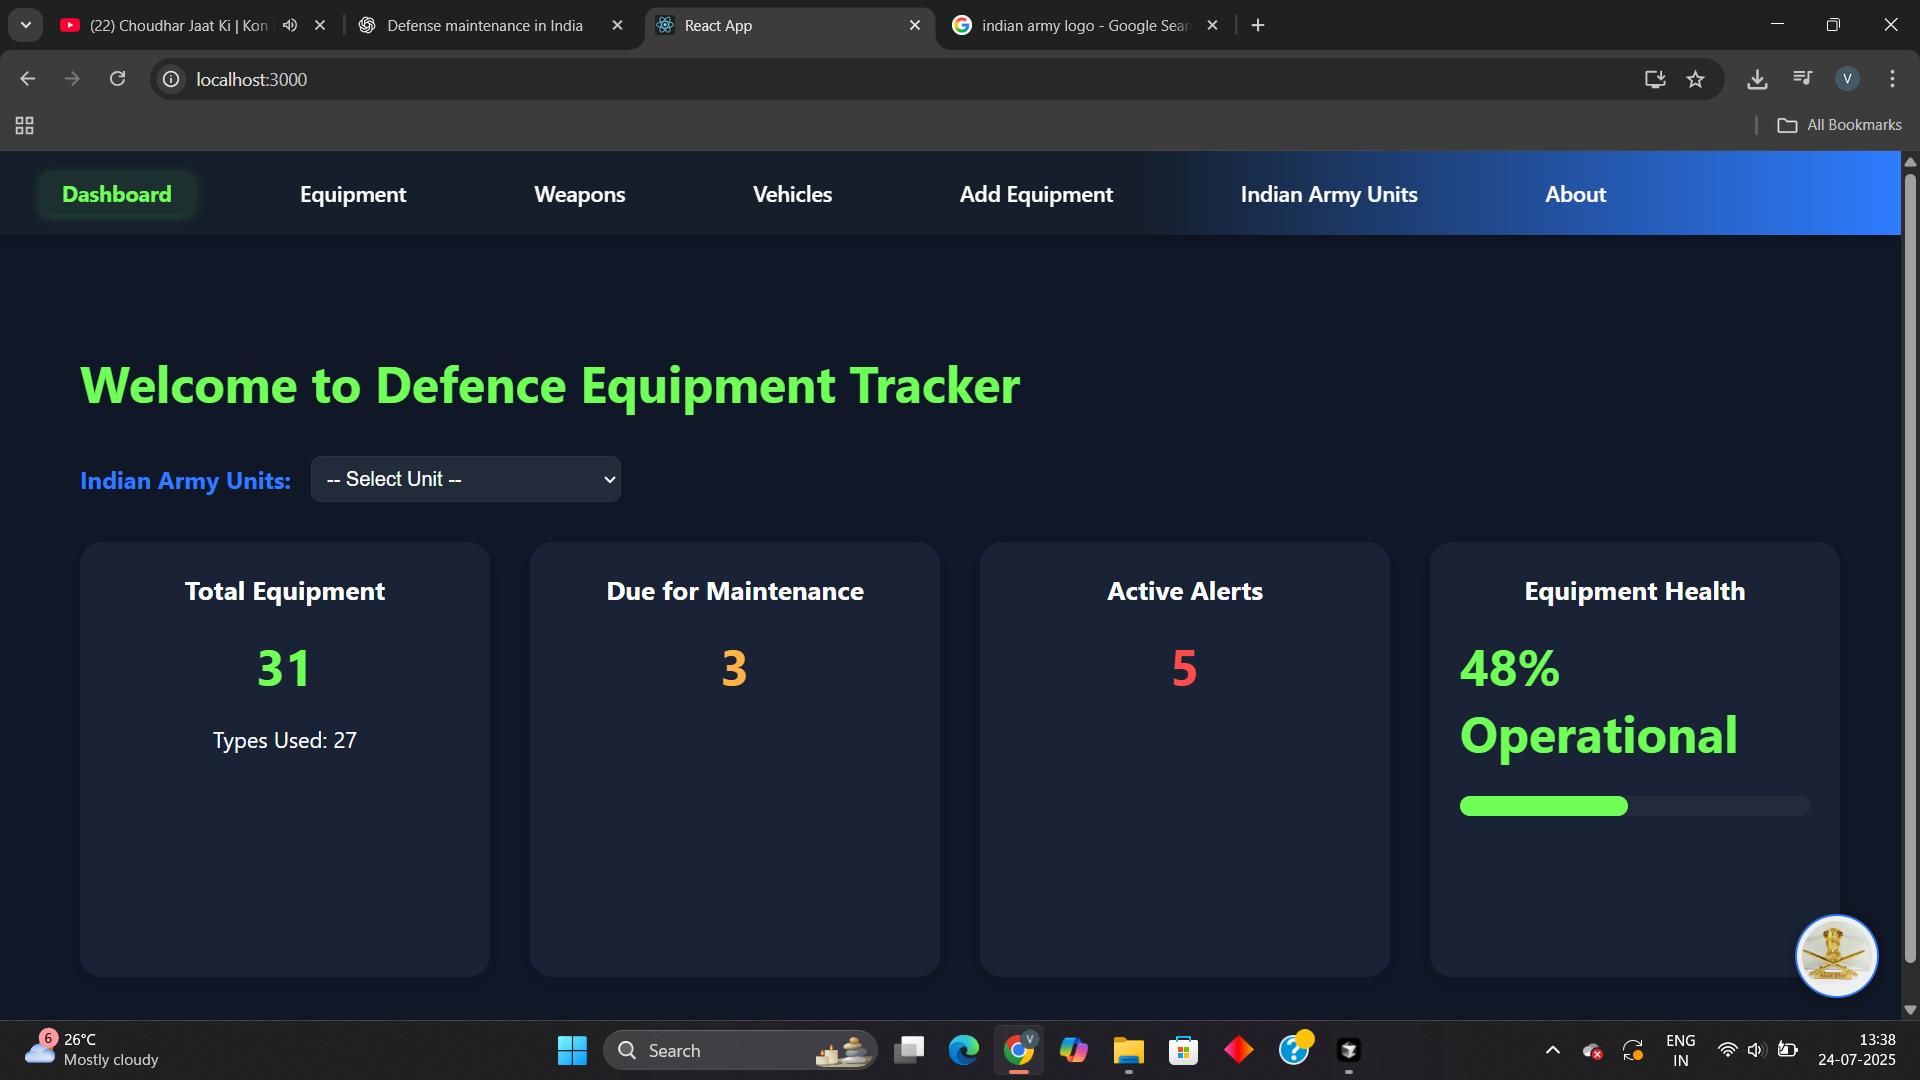 (22) Choudhar Jaat Ki | Kon
Defense maintenance in India
React App
indian army logo - Google Sear
localhost:3000
V
All Bookmarks
Dashboard
Equipment
Weapons
Vehicles
Add Equipment
Indian Army Units
About
Welcome to Defence Equipment Tracker
Indian Army Units:
-- Select Unit --
Total Equipment
31
Types Used: 27
Due for Maintenance
3
Active Alerts
5
Equipment Health
48%
Operational
6
26°C
Mostly cloudy
Search
V
ENG
IN
13:38
24-07-2025